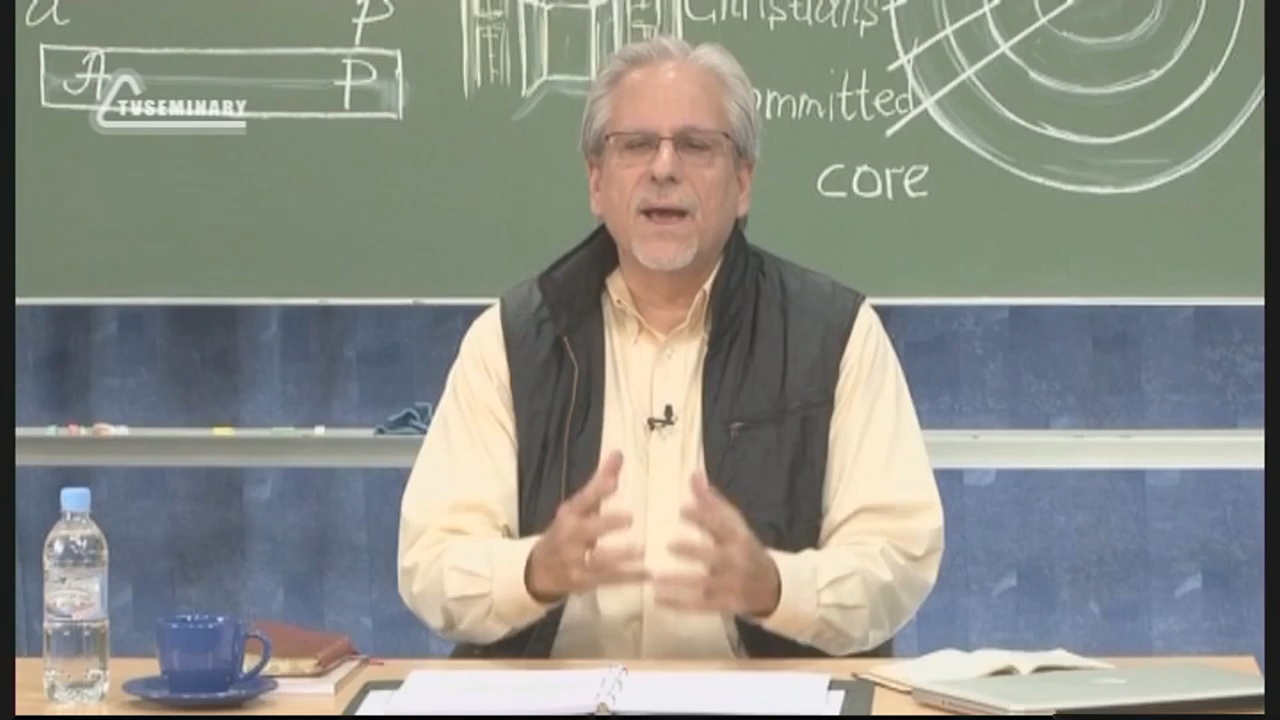 a P
A P
TVSEMINARY
Christians
ommitted
core